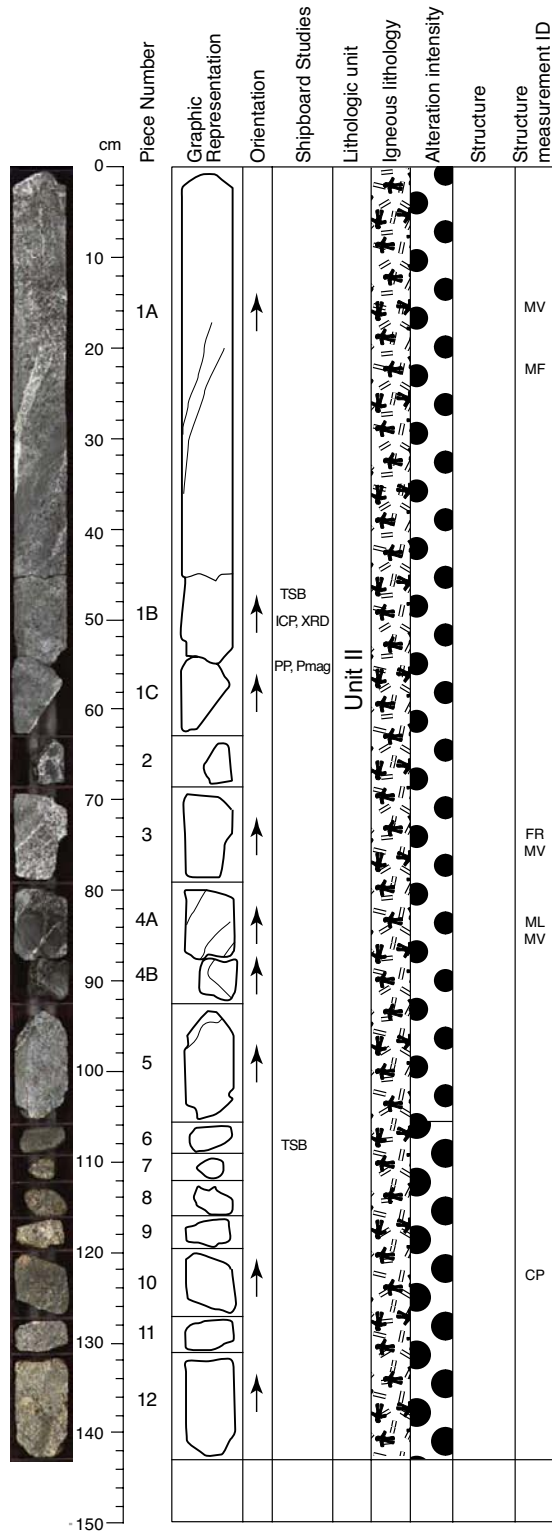 cm
Piece Number
Graphic
Representation
Orientation
Shipboard Studies
Lithologic unit
Igneous lithology
Alteration intensity
Structure
Structure
measurement ID
0
10
1A
MV
20
MF
30
40
TSB
50
1B
ICP, XRD
PP, Pmag
1C
Unit II
60
2
70
3
FR
MV
80
4A
ML
MV
90
4B
100
5
6
TSB
110
7
8
9
120
10
CP
130
11
12
140
150